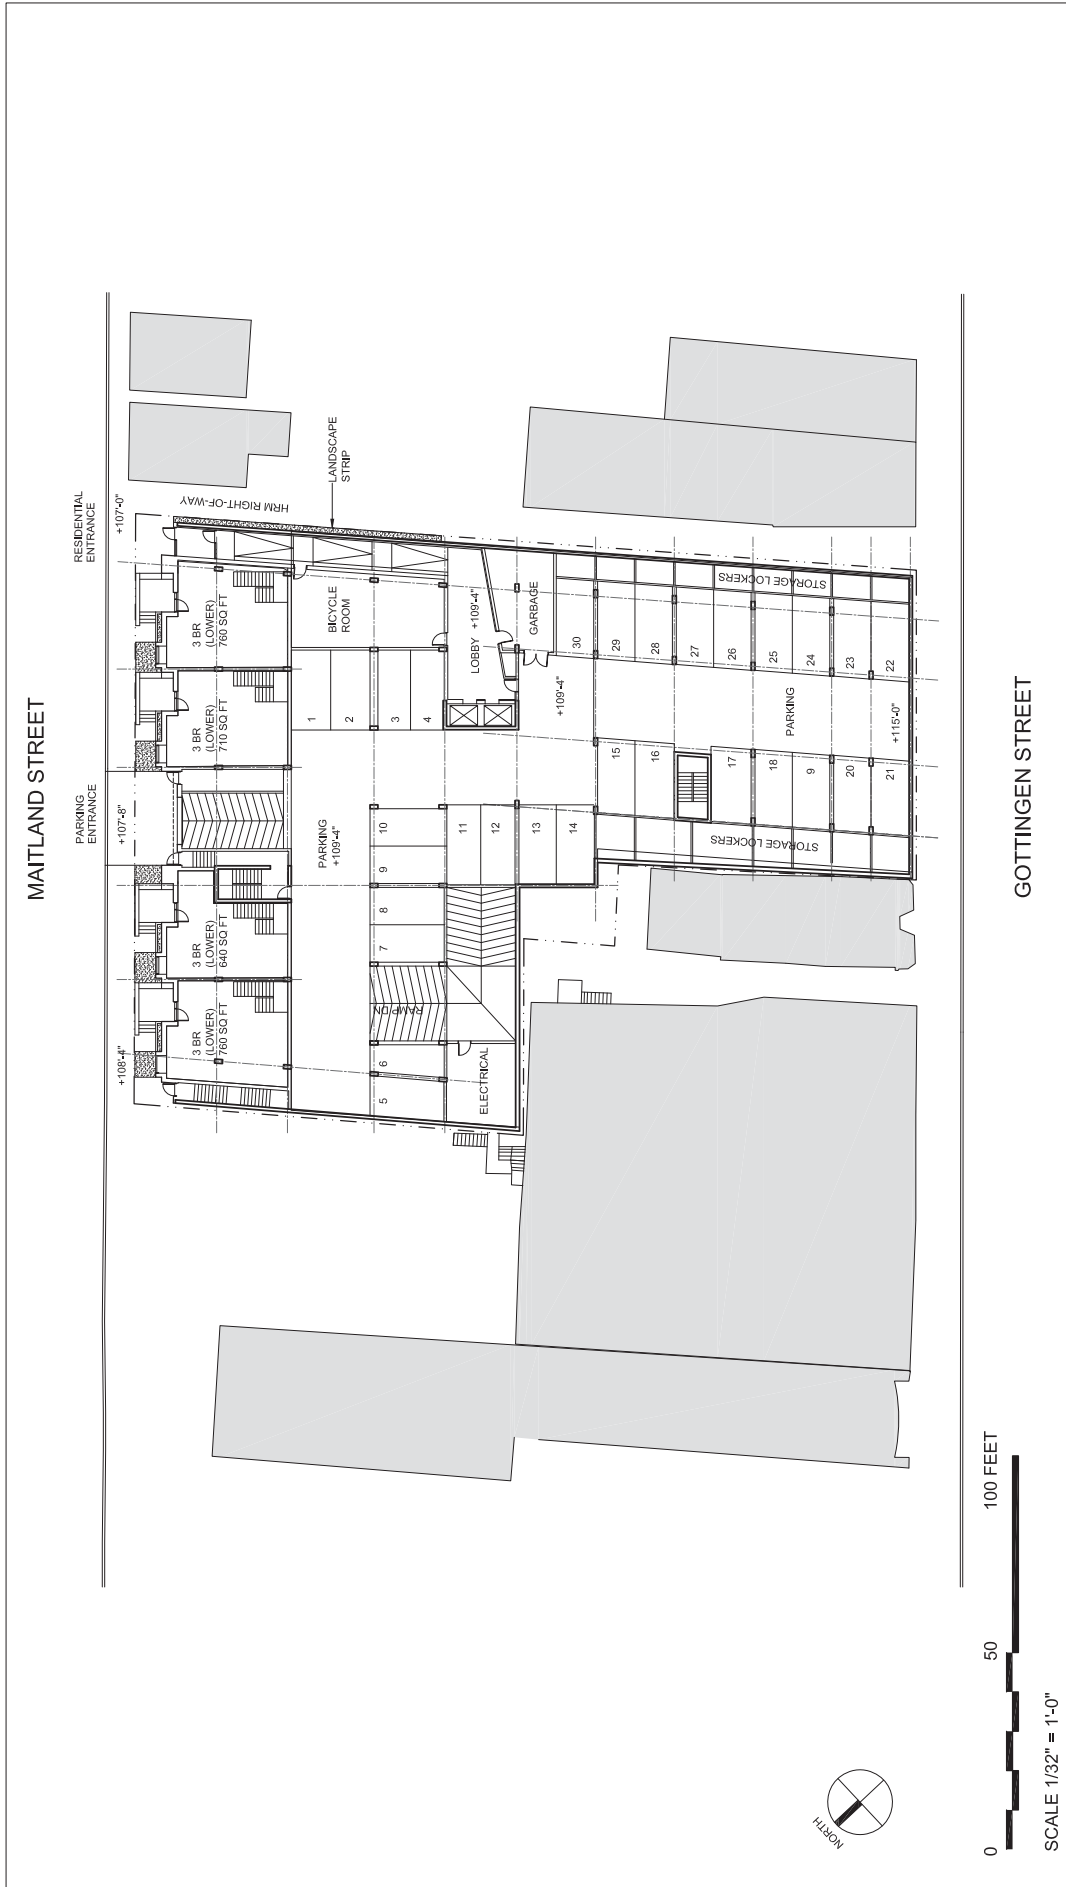 MAITLAND STREET
RESIDENTIAL
ENTRANCE
+107'-0"
PARKING
ENTRANCE
+107'-8"
+108'-4"
HRM RIGHT-OF-WAY
LANDSCAPE
STRIP
3 BR
(LOWER)
760 SQ FT
3 BR
(LOWER)
710 SQ FT
3 BR
(LOWER)
640 SQ FT
3 BR
(LOWER)
760 SQ FT
BICYCLE
ROOM
1
2
3
4
LOBBY +109'-4"
GARBAGE
PARKING
+109'-4"
10
9
8
7
RAMP DN
6
5
11
12
13
14
ELECTRICAL
+109'-4"
30
29
28
27
26
25
24
23
22
STORAGE LOCKERS
PARKING
+115'-0"
15
16
17
18
9
20
21
STORAGE LOCKERS
GOTTINGEN STREET
NORTH
0
50
100 FEET
SCALE 1/32" = 1'-0"